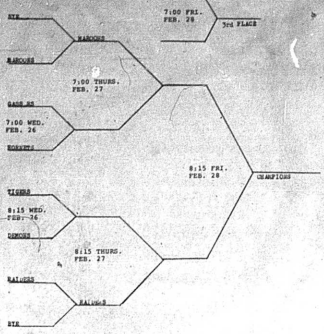 7:00 FRI.
FEB. 28
3rd PLACE
BYE
MAROONS
MAROONS
7:00 THURS.
FEB. 27
7:00 WED.
FEB. 26
8:15 FRI.
FEB. 28
CHAMPIONS
TIGERS
8:15 WED.
FEB. 26
DEMONS
8:15 THURS.
FEB. 27
RAIDERS
RAIDERS
BYE